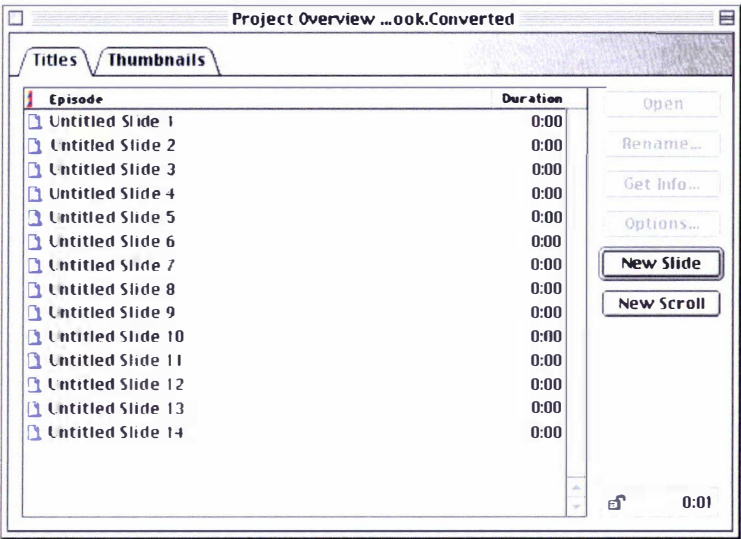 Project Overview ...ook.Converted
Titles Thumbnails
Episode Duration
Untitled Slide 1 0:00
Untitled Slide 2 0:00
Untitled Slide 3 0:00
Untitled Slide 4 0:00
Untitled Slide 5 0:00
Untitled Slide 6 0:00
Untitled Slide 7 0:00
Untitled Slide 8 0:00
Untitled Slide 9 0:00
Untitled Slide 10 0:00
Untitled Slide 11 0:00
Untitled Slide 12 0:00
Untitled Slide 13 0:00
Untitled Slide 14 0:00
Open
Rename...
Get Info...
Options...
New Slide
New Scroll
0:01